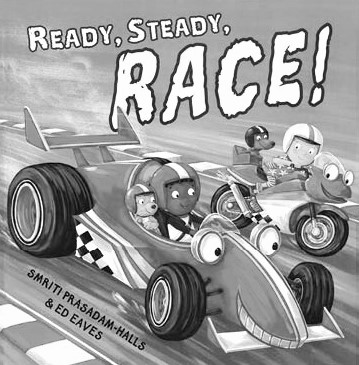 READY, STEADY,
RACE!
SMRITI PRASADAM-HALLS
& ED EAVES